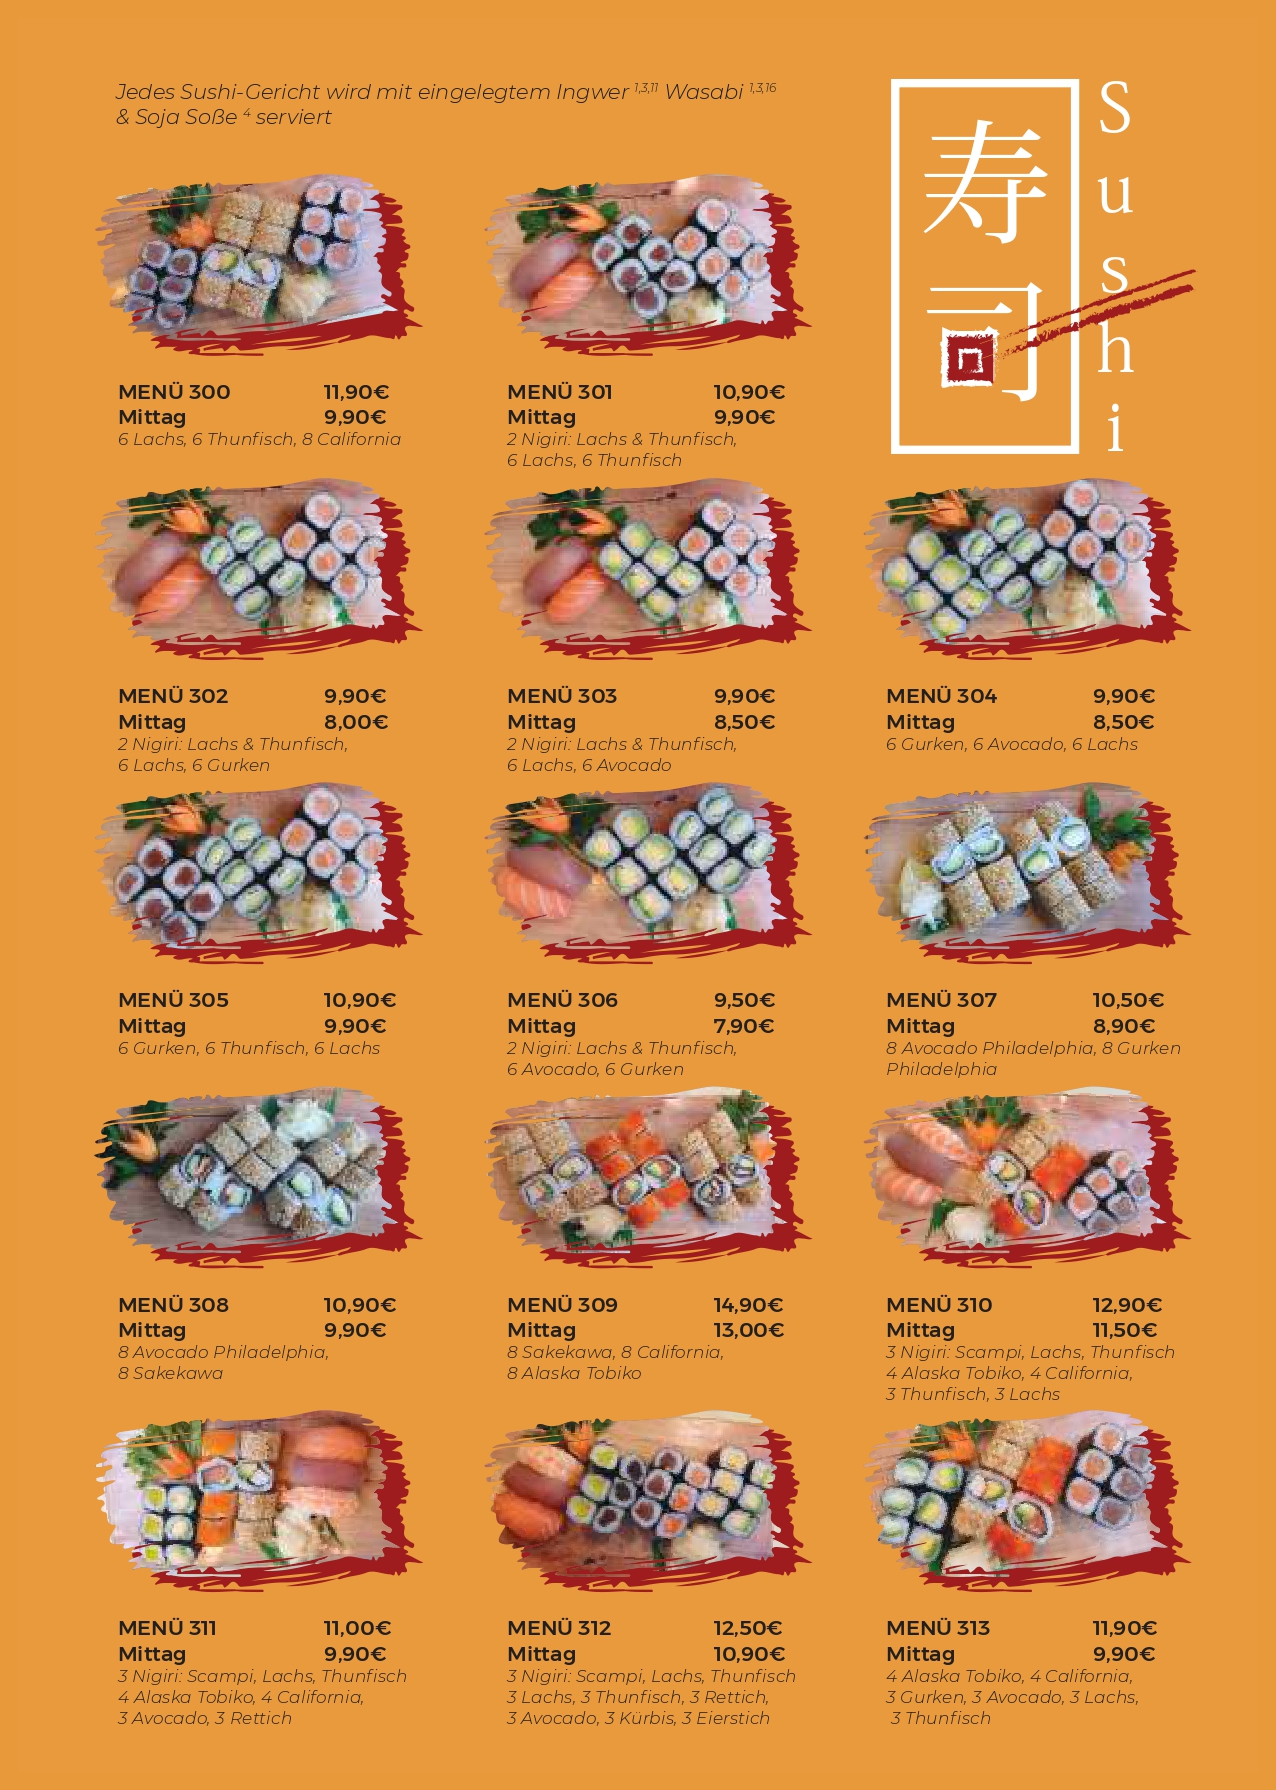 Jedes Sushi-Gericht wird mit eingelegtem Ingwer 1,3,11 Wasabi 1,3,16
& Soja Soße 4 serviert
寿司
Sushi
MENÜ 300 11,90€
Mittag 9,90€
6 Lachs, 6 Thunfisch, 8 California
MENÜ 301 10,90€
Mittag 9,90€
2 Nigiri: Lachs & Thunfisch,
6 Lachs, 6 Thunfisch
MENÜ 302 9,90€
Mittag 8,00€
2 Nigiri: Lachs & Thunfisch,
6 Lachs, 6 Gurken
MENÜ 303 9,90€
Mittag 8,50€
2 Nigiri: Lachs & Thunfisch,
6 Lachs, 6 Avocado
MENÜ 304 9,90€
Mittag 8,50€
6 Gurken, 6 Avocado, 6 Lachs
MENÜ 305 10,90€
Mittag 9,90€
6 Gurken, 6 Thunfisch, 6 Lachs
MENÜ 306 9,50€
Mittag 7,90€
2 Nigiri: Lachs & Thunfisch,
6 Avocado, 6 Gurken
MENÜ 307 10,50€
Mittag 8,90€
8 Avocado Philadelphia, 8 Gurken
Philadelphia
MENÜ 308 10,90€
Mittag 9,90€
8 Avocado Philadelphia,
8 Sakekawa
MENÜ 309 14,90€
Mittag 13,00€
8 Sakekawa, 8 California,
8 Alaska Tobiko
MENÜ 310 12,90€
Mittag 11,50€
3 Nigiri: Scampi, Lachs, Thunfisch
4 Alaska Tobiko, 4 California,
3 Thunfisch, 3 Lachs
MENÜ 311 11,00€
Mittag 9,90€
3 Nigiri: Scampi, Lachs, Thunfisch
4 Alaska Tobiko, 4 California,
3 Avocado, 3 Rettich
MENÜ 312 12,50€
Mittag 10,90€
3 Nigiri: Scampi, Lachs, Thunfisch
3 Lachs, 3 Thunfisch, 3 Rettich,
3 Avocado, 3 Kürbis, 3 Eierstich
MENÜ 313 11,90€
Mittag 9,90€
4 Alaska Tobiko, 4 California,
3 Gurken, 3 Avocado, 3 Lachs,
3 Thunfisch